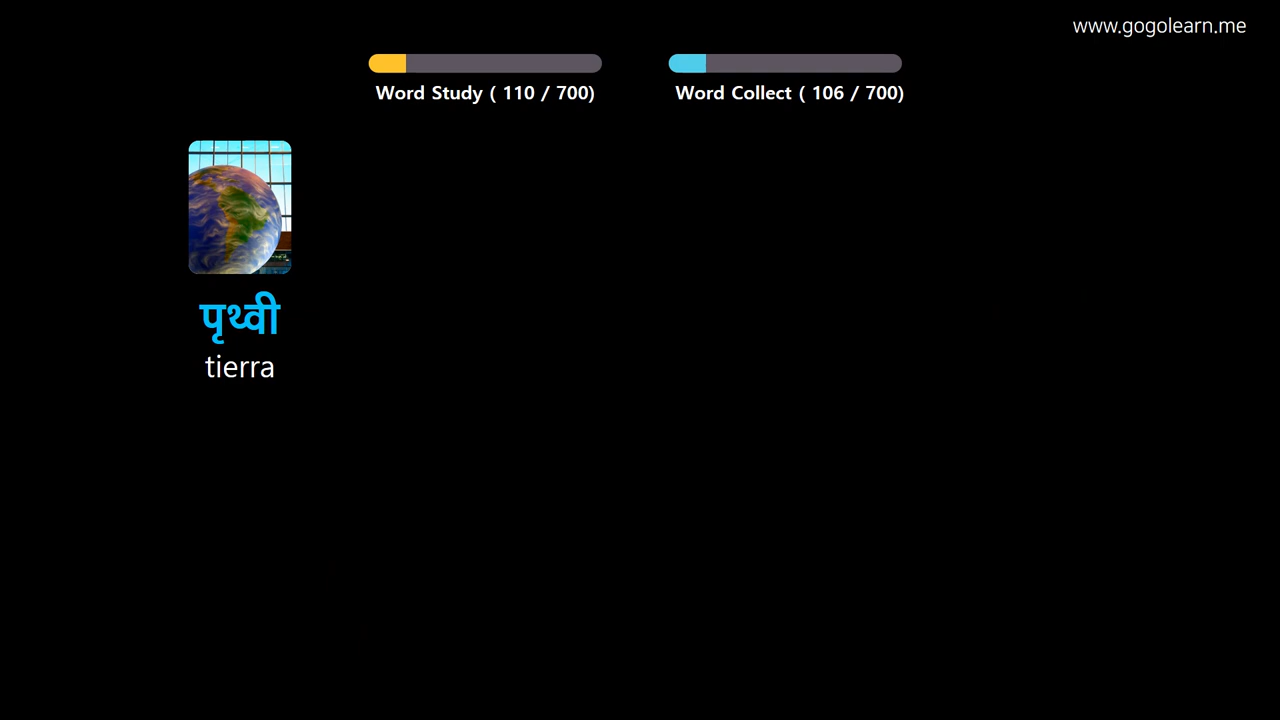 www.gogolearn.me
Word Study ( 110 / 700)
Word Collect ( 106 / 700)
पृथ्वी
tierra